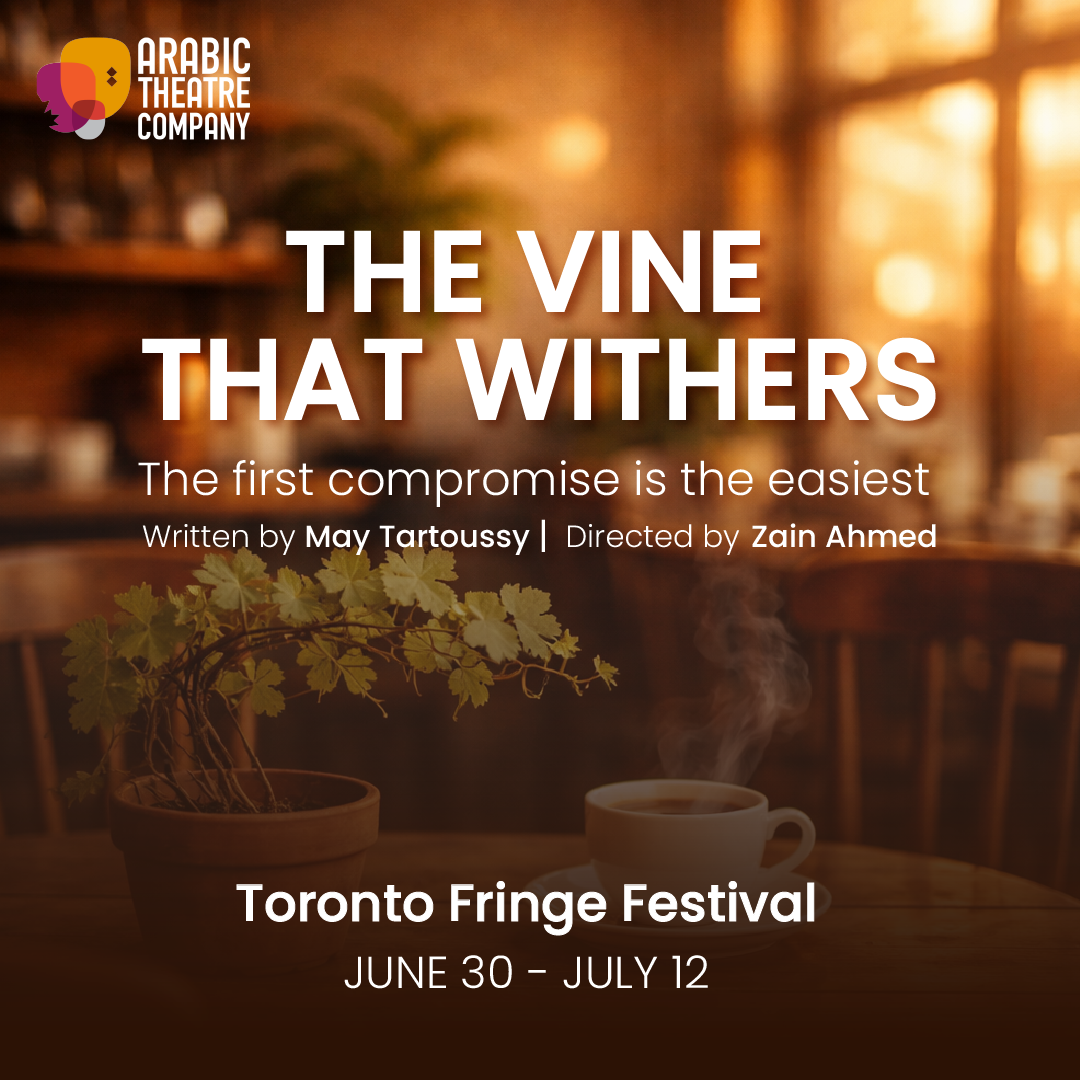 ARABIC
THEATRE
COMPANY
THE VINE
THAT WITHERS
The first compromise is the easiest
Written by May Tartoussy | Directed by Zain Ahmed
Toronto Fringe Festival
JUNE 30 - JULY 12